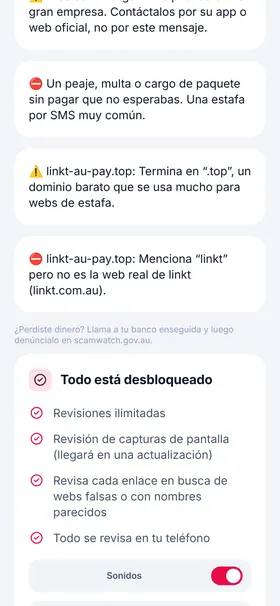 gran empresa. Contáctalos por su app o
web oficial, no por este mensaje.
⛔ Un peaje, multa o cargo de paquete
sin pagar que no esperabas. Una estafa
por SMS muy común.
⚠️ linkt-au-pay.top: Termina en “.top”, un
dominio barato que se usa mucho para
webs de estafa.
⛔ linkt-au-pay.top: Menciona “linkt”
pero no es la web real de linkt
(linkt.com.au).
¿Perdiste dinero? Llama a tu banco enseguida y luego
denúncialo en scamwatch.gov.au.
Todo está desbloqueado
Revisiones ilimitadas
Revisión de capturas de pantalla
(llegará en una actualización)
Revisa cada enlace en busca de
webs falsas o con nombres
parecidos
Todo se revisa en tu teléfono
Sonidos